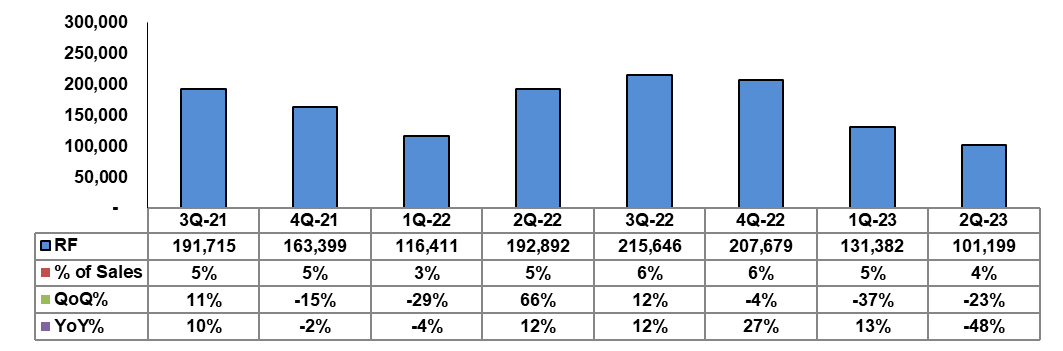 300,000
250,000
200,000
150,000
100,000
50,000
-
3Q-21 4Q-21 1Q-22 2Q-22 3Q-22 4Q-22 1Q-23 2Q-23
RF 191,715 163,399 116,411 192,892 215,646 207,679 131,382 101,199
% of Sales 5% 5% 3% 5% 6% 6% 5% 4%
QoQ% 11% -15% -29% 66% 12% -4% -37% -23%
YoY% 10% -2% -4% 12% 12% 27% 13% -48%